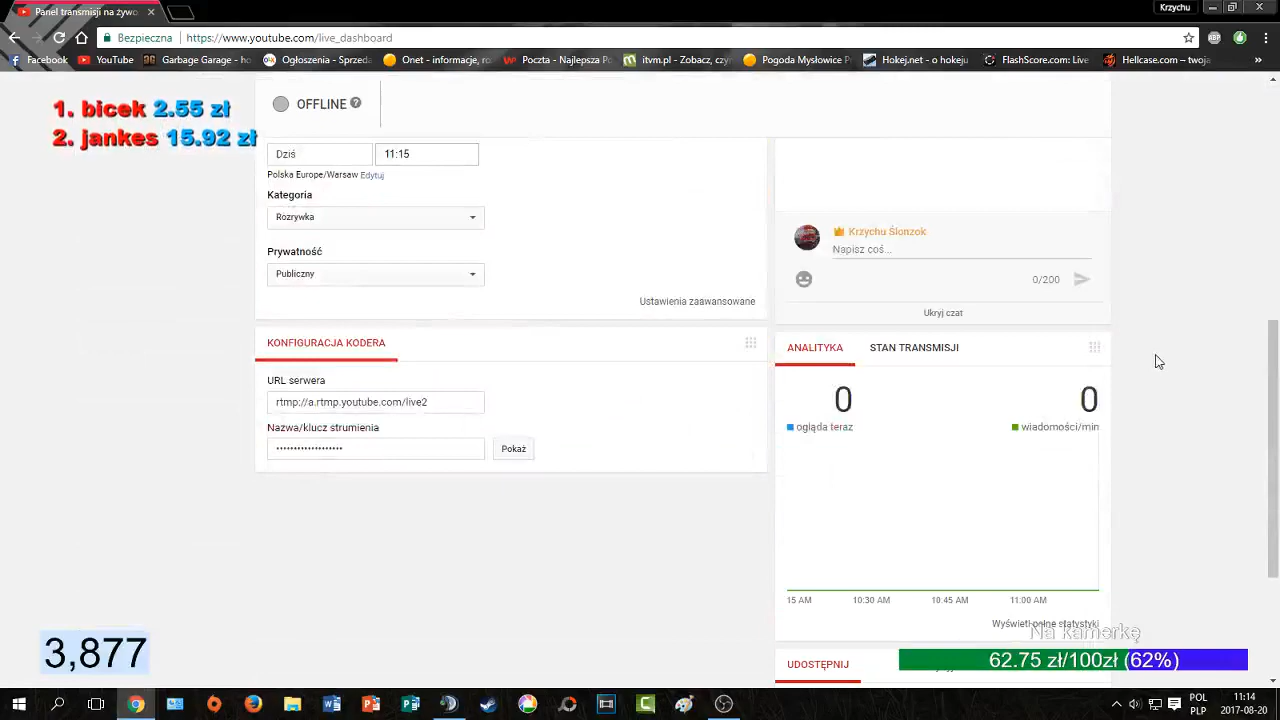 Panel transmisji na żywo
Krzychu
Bezpieczna
https://www.youtube.com/live_dashboard
Facebook
YouTube
Garbage Garage - ho
Ogłoszenia - Sprzeda
Onet - informacje, ro
Poczta - Najlepsza Po
itvm.pl - Zobacz, czyn
Pogoda Mysłowice P
Hokej.net - o hokeju
FlashScore.com: Live
Hellcase.com – twoja
1. bicek 2.55 zł
2. jankes 15.92 zł
OFFLINE
Dziś
11:15
Polska Europe/Warsaw Edytuj
Kategoria
Rozrywka
Prywatność
Publiczny
Ustawienia zaawansowane
Krzychu Ślonzok
Napisz coś...
0/200
Ukryj czat
KONFIGURACJA KODERA
URL serwera
rtmp://a.rtmp.youtube.com/live2
Nazwa/klucz strumienia
••••••••••••••••••• Pokaż
ANALITYKA
STAN TRANSMISJI
0
0
ogląda teraz
wiadomości/min
15 AM
10:30 AM
10:45 AM
11:00 AM
Wyświetl pełne statystyki
Na kamerkę
62.75 zł/100zł (62%)
UDOSTĘPNIJ
3,877
POL
PLP
11:14
2017-08-20